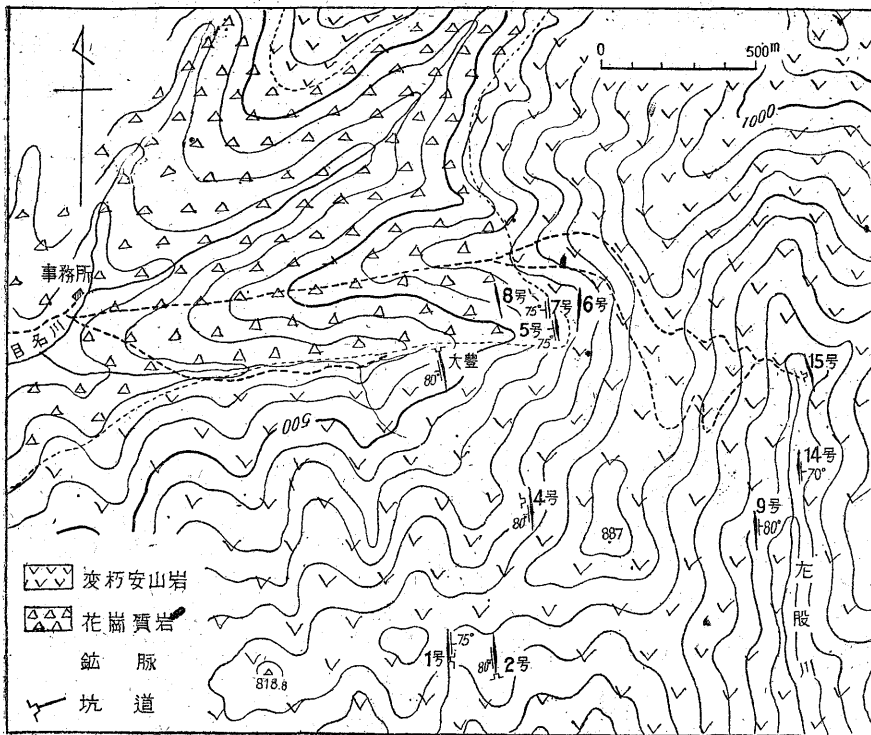 0 500m
1000
事務所
目名川
8号
7号
6号
75°
5号
75
大豊
80°
15号
500
14号
70°
4号
80°
9号
80°
887
変朽安山岩
花崗質岩
鉱脈
坑道
左股川
1号
75°
2号
80°
818.8